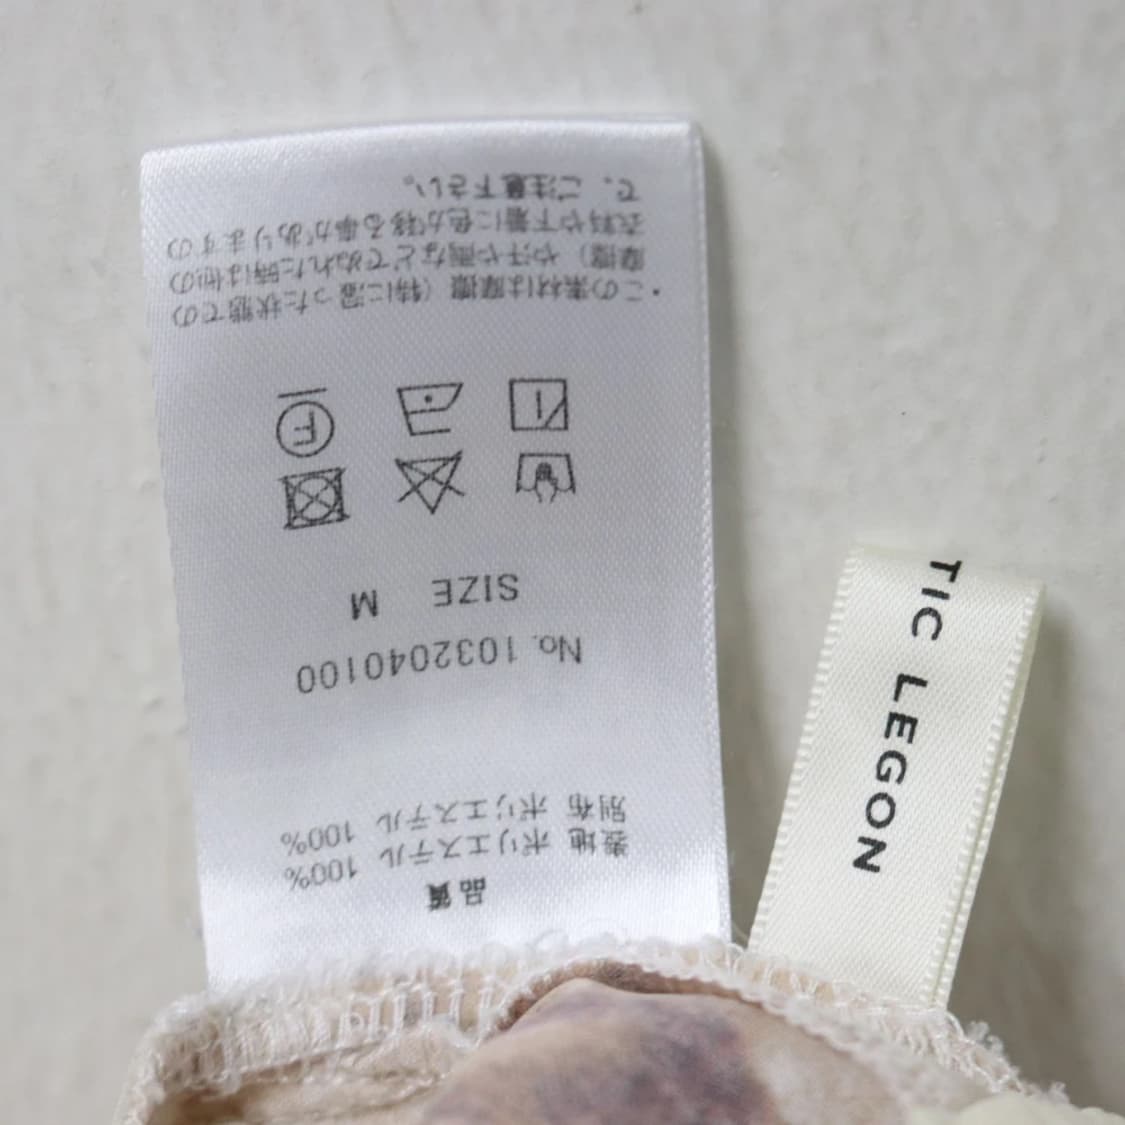 品質
表地 ポリエステル 100%
別布 ポリエステル 100%
No. 1032040100
SIZE M
F
・この素材は摩擦（特に湿った状態での
摩擦）や汗や雨などでぬれた時は他の
衣料や下着に色が移る事がありますの
で、ご注意下さい。
TIC LEGON